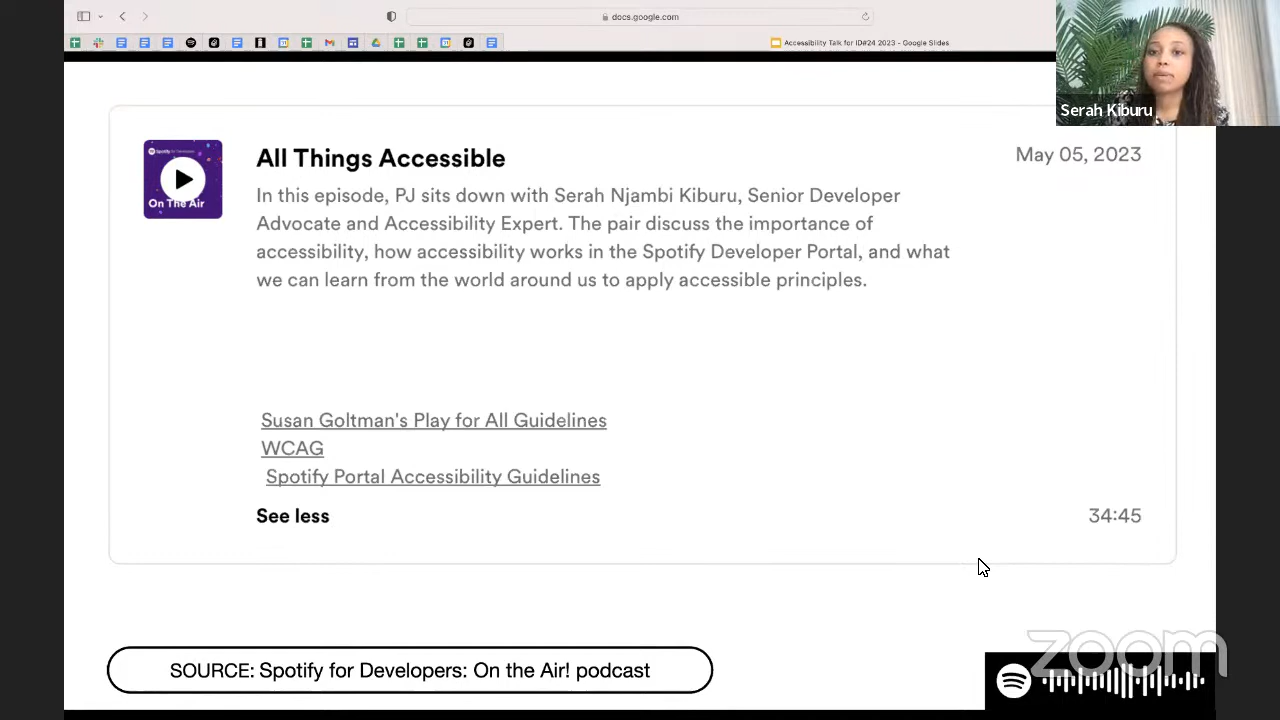 docs.google.com
Accessibility Talk for ID#24 2023 - Google Slides
Serah Kiburu
Spotify for Developers
On The Air
All Things Accessible
May 05, 2023
In this episode, PJ sits down with Serah Njambi Kiburu, Senior Developer
Advocate and Accessibility Expert. The pair discuss the importance of
accessibility, how accessibility works in the Spotify Developer Portal, and what
we can learn from the world around us to apply accessible principles.
Susan Goltman's Play for All Guidelines
WCAG
Spotify Portal Accessibility Guidelines
See less
34:45
SOURCE: Spotify for Developers: On the Air! podcast
zoom